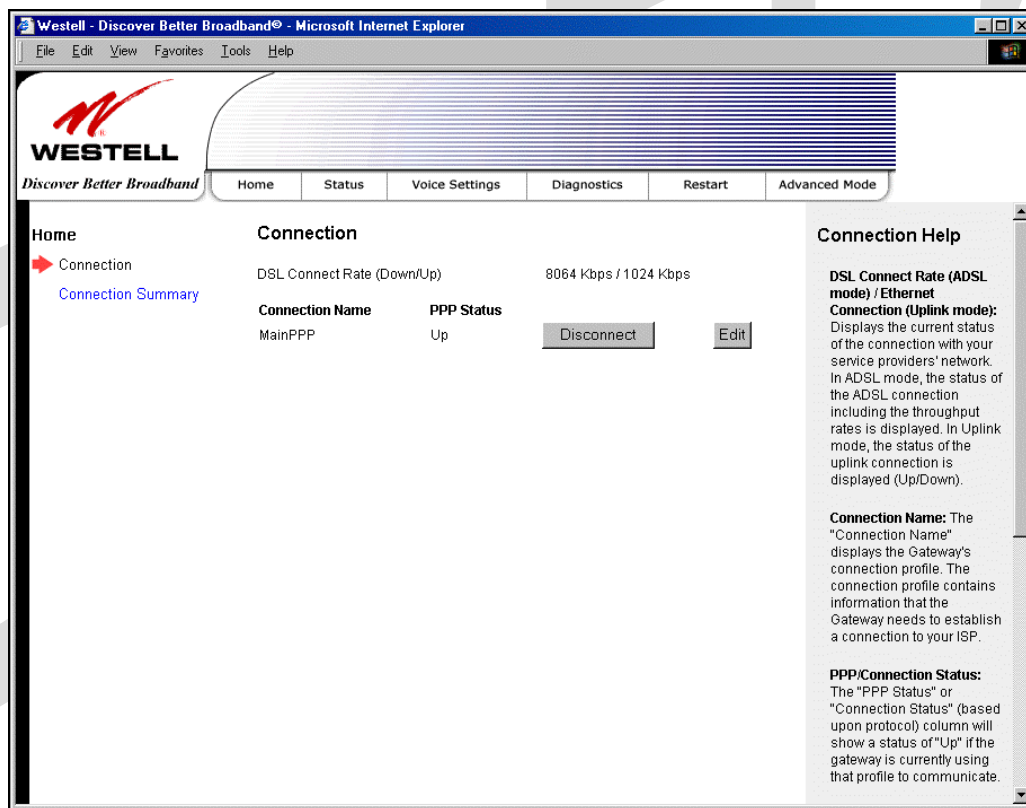 Westell - Discover Better Broadband© - Microsoft Internet Explorer
File Edit View Favorites Tools Help
WESTELL
Discover Better Broadband
Home Status Voice Settings Diagnostics Restart Advanced Mode
Home
Connection
Connection Summary
Connection
DSL Connect Rate (Down/Up) 8064 Kbps / 1024 Kbps
Connection Name PPP Status
MainPPP Up Disconnect Edit
Connection Help
DSL Connect Rate (ADSL
mode) / Ethernet
Connection (Uplink mode):
Displays the current status
of the connection with your
service providers' network.
In ADSL mode, the status of
the ADSL connection
including the throughput
rates is displayed. In Uplink
mode, the status of the
uplink connection is
displayed (Up/Down).
Connection Name: The
"Connection Name"
displays the Gateway's
connection profile. The
connection profile contains
information that the
Gateway needs to establish
a connection to your ISP.
PPP/Connection Status:
The "PPP Status" or
"Connection Status" (based
upon protocol) column will
show a status of "Up" if the
gateway is currently using
that profile to communicate.